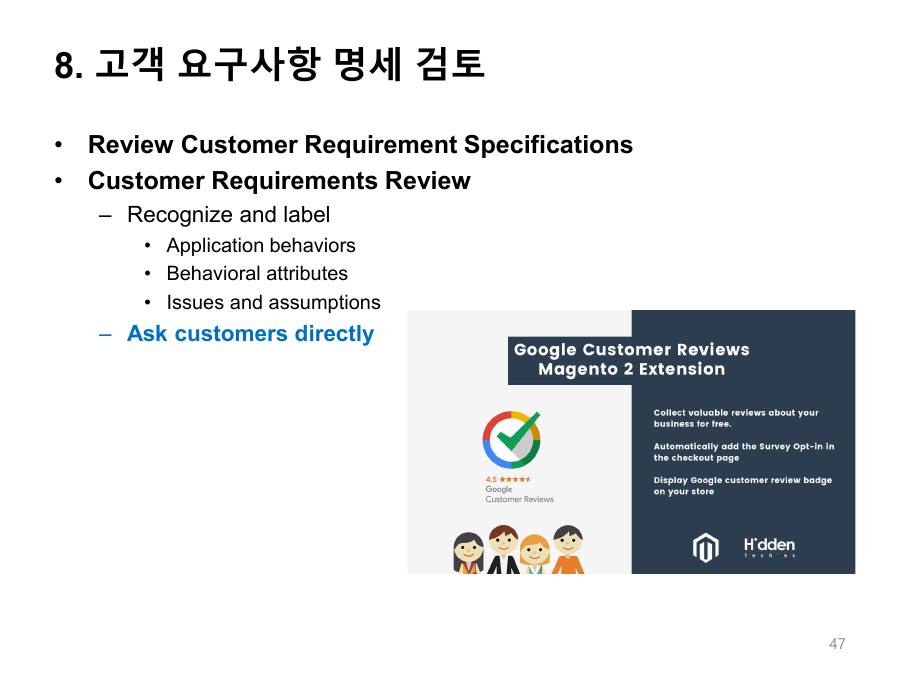 8. 고객 요구사항 명세 검토
• Review Customer Requirement Specifications
• Customer Requirements Review
– Recognize and label
• Application behaviors
• Behavioral attributes
• Issues and assumptions
– Ask customers directly
Google Customer Reviews
Magento 2 Extension
4.5 ★★★★★
Google
Customer Reviews
Collect valuable reviews about your
business for free.
Automatically add the Survey Opt-in in
the checkout page
Display Google customer review badge
on your store
Hidden
Techies
47